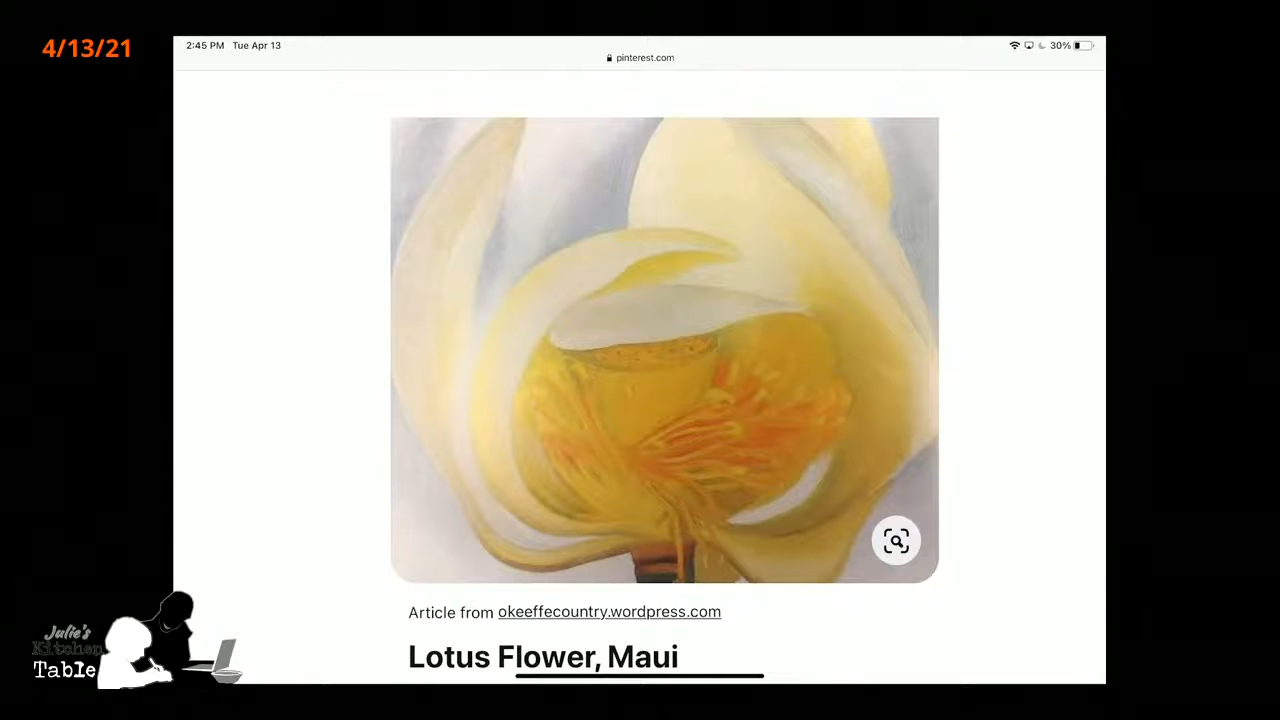 4/13/21
2:45 PM Tue Apr 13
30%
pinterest.com
Article from okeeffecountry.wordpress.com
Lotus Flower, Maui
Julie's
Kitchen
Table